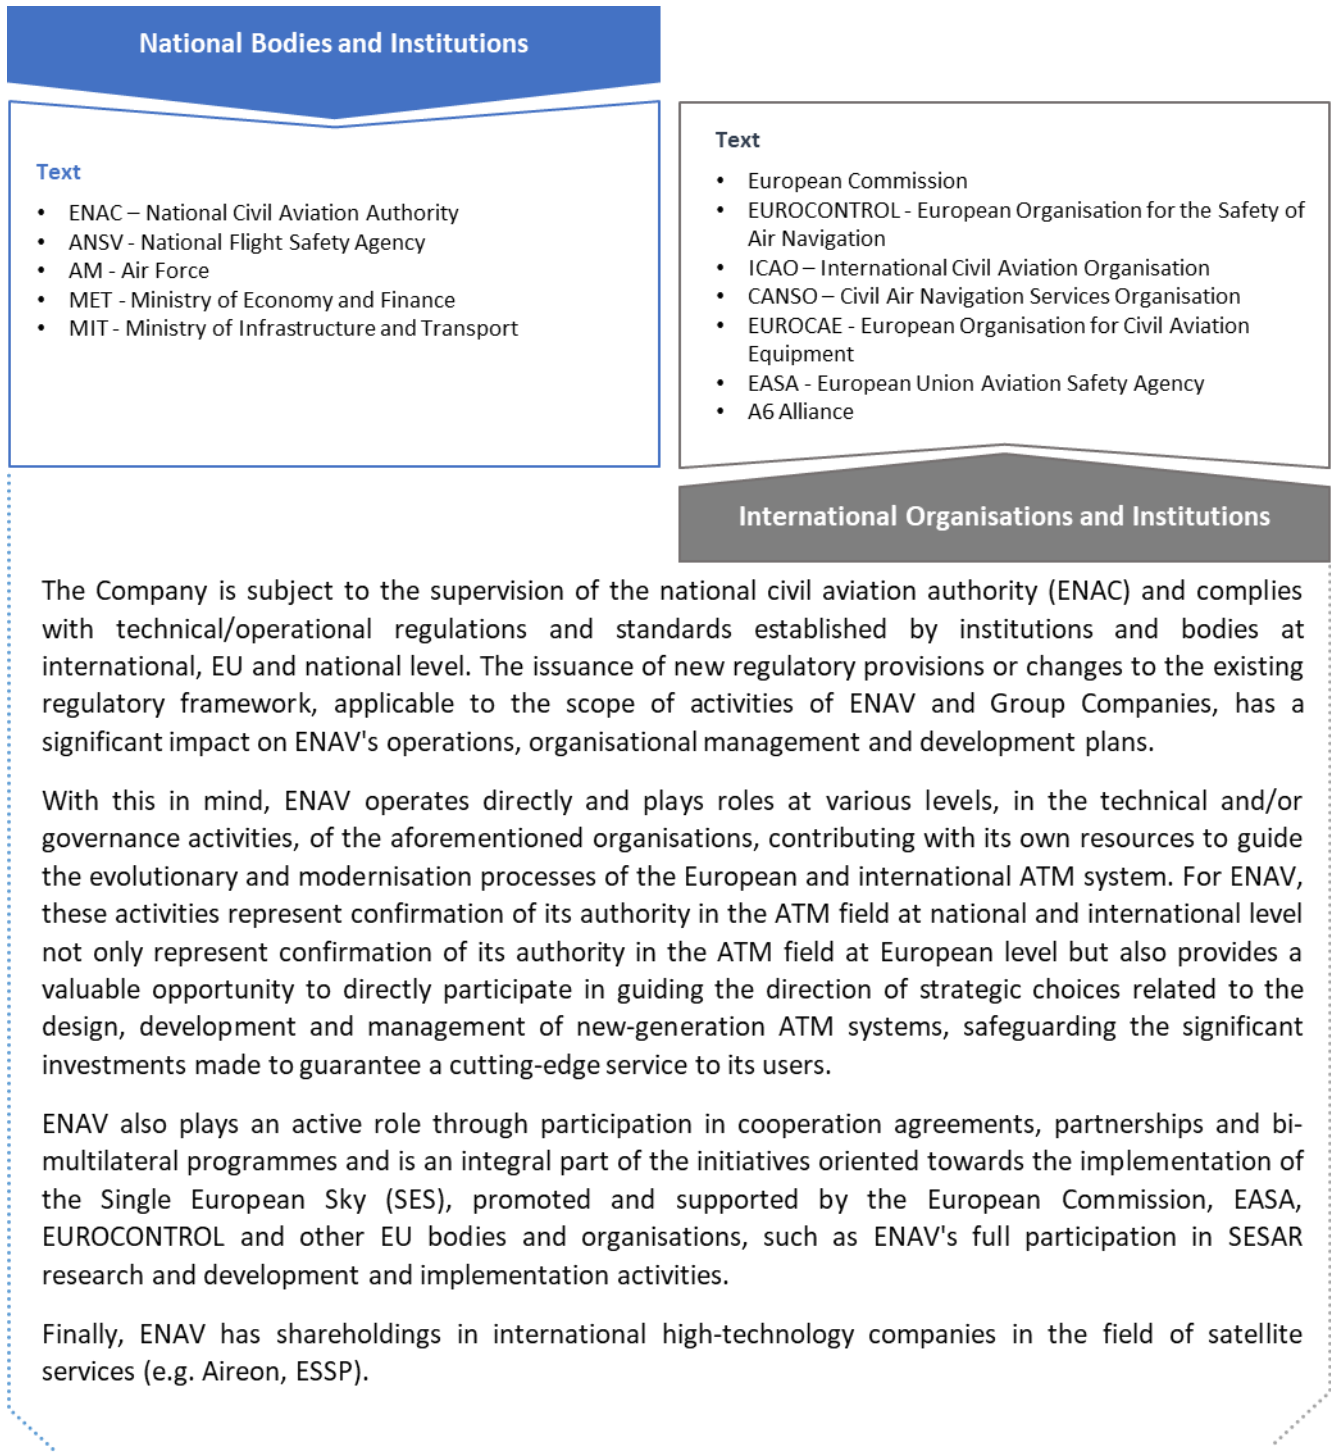 National Bodies and Institutions
Text
• ENAC – National Civil Aviation Authority
• ANSV - National Flight Safety Agency
• AM - Air Force
• MET - Ministry of Economy and Finance
• MIT - Ministry of Infrastructure and Transport
Text
• European Commission
• EUROCONTROL - European Organisation for the Safety of
Air Navigation
• ICAO – International Civil Aviation Organisation
• CANSO – Civil Air Navigation Services Organisation
• EUROCAE - European Organisation for Civil Aviation
Equipment
• EASA - European Union Aviation Safety Agency
• A6 Alliance
International Organisations and Institutions
The Company is subject to the supervision of the national civil aviation authority (ENAC) and complies
with technical/operational regulations and standards established by institutions and bodies at
international, EU and national level. The issuance of new regulatory provisions or changes to the existing
regulatory framework, applicable to the scope of activities of ENAV and Group Companies, has a
significant impact on ENAV's operations, organisational management and development plans.
With this in mind, ENAV operates directly and plays roles at various levels, in the technical and/or
governance activities, of the aforementioned organisations, contributing with its own resources to guide
the evolutionary and modernisation processes of the European and international ATM system. For ENAV,
these activities represent confirmation of its authority in the ATM field at national and international level
not only represent confirmation of its authority in the ATM field at European level but also provides a
valuable opportunity to directly participate in guiding the direction of strategic choices related to the
design, development and management of new-generation ATM systems, safeguarding the significant
investments made to guarantee a cutting-edge service to its users.
ENAV also plays an active role through participation in cooperation agreements, partnerships and bi-
multilateral programmes and is an integral part of the initiatives oriented towards the implementation of
the Single European Sky (SES), promoted and supported by the European Commission, EASA,
EUROCONTROL and other EU bodies and organisations, such as ENAV's full participation in SESAR
research and development and implementation activities.
Finally, ENAV has shareholdings in international high-technology companies in the field of satellite
services (e.g. Aireon, ESSP).